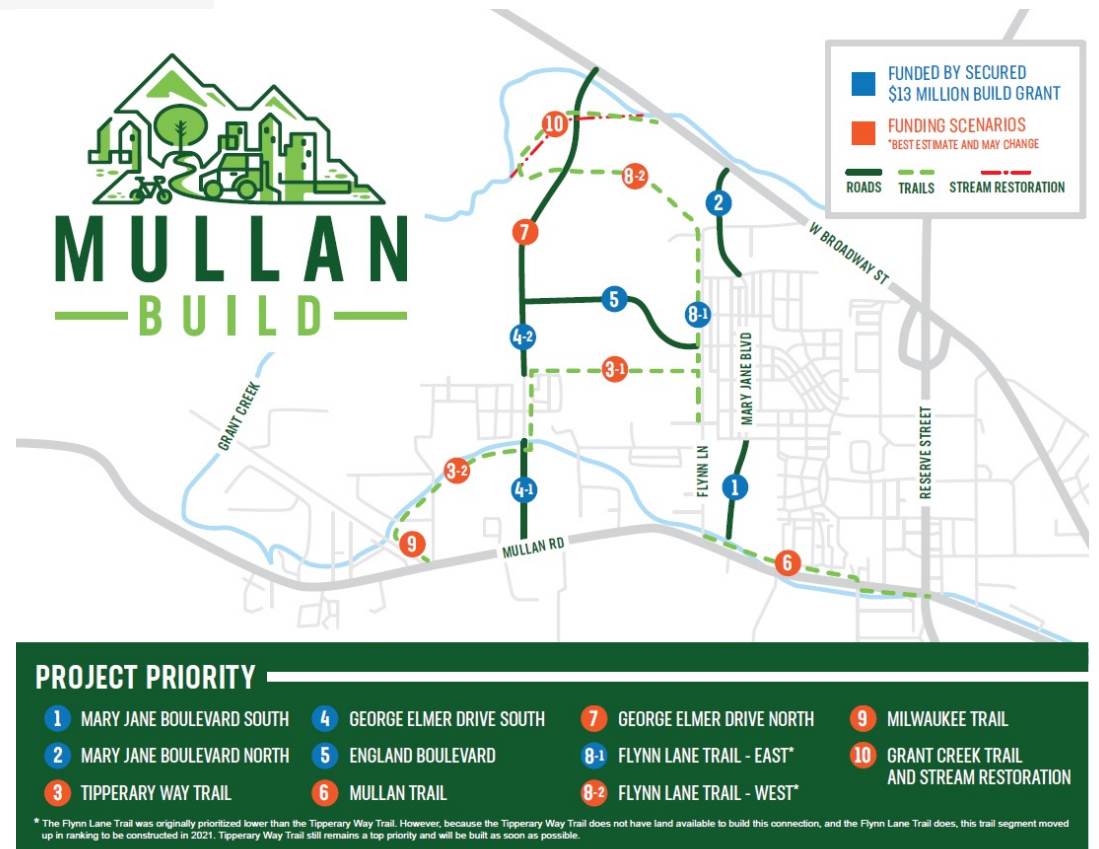 MULLAN
BUILD
FUNDED BY SECURED
$13 MILLION BUILD GRANT
FUNDING SCENARIOS
*BEST ESTIMATE AND MAY CHANGE
ROADS TRAILS STREAM RESTORATION
10
8-2
2
7
W BROADWAY ST
5
8-1
4-2
3-1
MARY JANE BLVD
GRANT CREEK
RESERVE STREET
3-2
FLYNN LN
4-1
1
9
MULLAN RD
6
PROJECT PRIORITY
1 MARY JANE BOULEVARD SOUTH
2 MARY JANE BOULEVARD NORTH
3 TIPPERARY WAY TRAIL
4 GEORGE ELMER DRIVE SOUTH
5 ENGLAND BOULEVARD
6 MULLAN TRAIL
7 GEORGE ELMER DRIVE NORTH
8-1 FLYNN LANE TRAIL - EAST*
8-2 FLYNN LANE TRAIL - WEST*
9 MILWAUKEE TRAIL
10 GRANT CREEK TRAIL
AND STREAM RESTORATION
* The Flynn Lane Trail was originally prioritized lower than the Tipperary Way Trail. However, because the Tipperary Way Trail does not have land available to build this connection, and the Flynn Lane Trail does, this trail segment moved
up in ranking to be constructed in 2021. Tipperary Way Trail still remains a top priority and will be built as soon as possible.